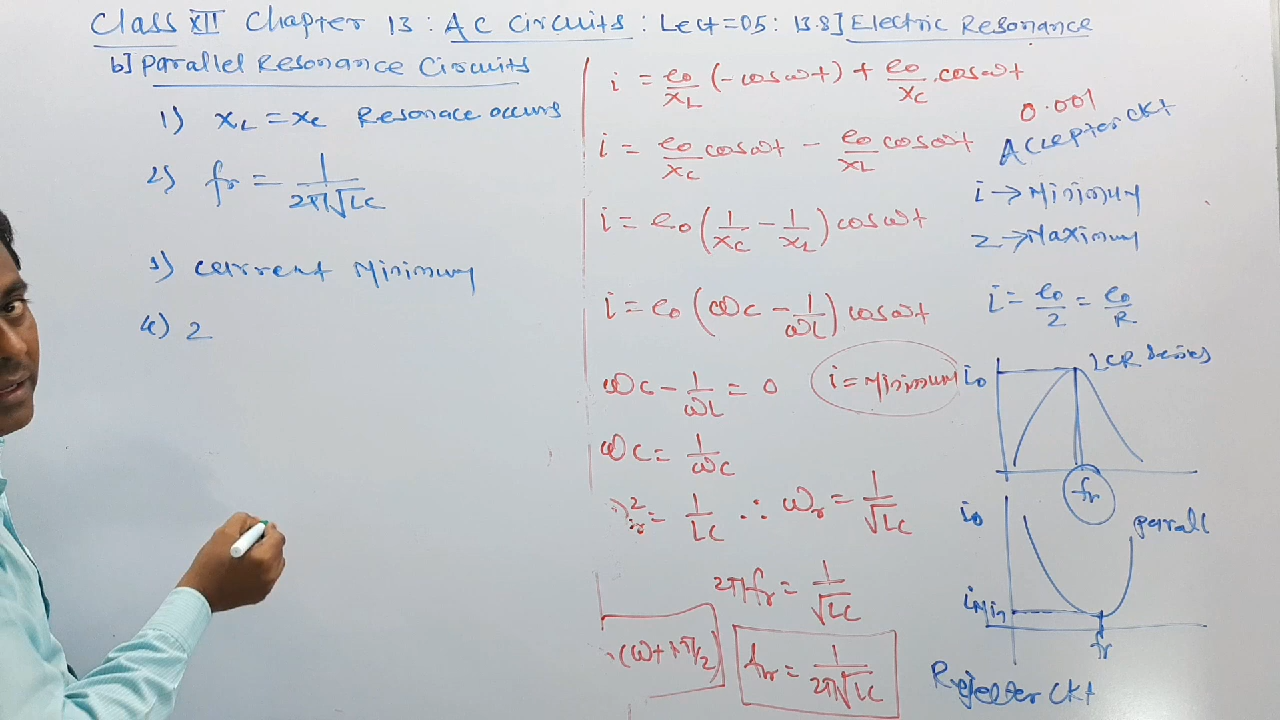 Class XII Chapter 13 : AC Circuits : Lect=05 : 13.8] Electric Resonance
b] Parallel Resonance Circuits
1) XL = Xc Resonace occurs
2) fr = 1/2π√LC
3) current Minimum
4) Z
i = e0/XL (-cosωt) + e0/XC .cosωt
i = e0/XC cosωt - e0/XL cosωt
i = e0 (1/XC - 1/XL) cosωt
i = e0 (ωC - 1/ωL) cosωt
ωC - 1/ωL = 0 i = Minimum
ωC = 1/ωC
2r = 1/LC ∴ ωr = 1/√LC
2πfr = 1/√LC
(ωt + π/2)
fr = 1/2π√LC
0.001
Accepter ckt
i → Minimum
Z → Maximum
i = e0/Z = e0/R
i0 LCR Series
fr
i0 parall
iMin
fr
Rejecter ckt